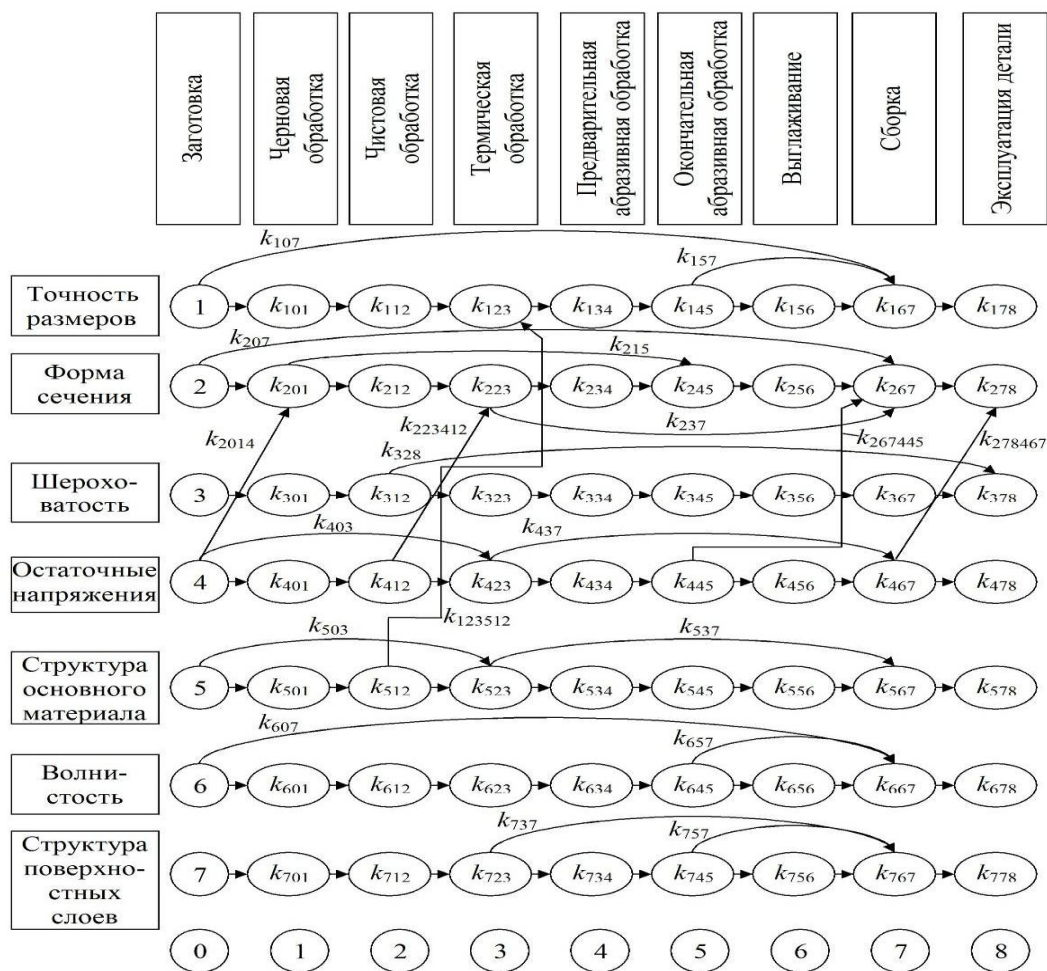 Заготовка
Черновая
обработка
Чистовая
обработка
Термическая
обработка
Предварительная
абразивная обработка
Окончательная
абразивная обработка
Выглаживание
Сборка
Эксплуатация детали
k107
k157
Точность
размеров
1 k101 k112 k123 k134 k145 k156 k167 k178
k207
k215
Форма
сечения
2 k201 k212 k223 k234 k245 k256 k267 k278
k2014
k223412
k237
k267445
k278467
k328
Шерохо-
ватость
3 k301 k312 k323 k334 k345 k356 k367 k378
k403
k437
Остаточные
напряжения
4 k401 k412 k423 k434 k445 k456 k467 k478
k123512
k503
k537
Структура
основного
материала
5 k501 k512 k523 k534 k545 k556 k567 k578
k607
k657
Волни-
стость
6 k601 k612 k623 k634 k645 k656 k667 k678
k737
k757
Структура
поверхно-
стных
слоев
7 k701 k712 k723 k734 k745 k756 k767 k778
0 1 2 3 4 5 6 7 8